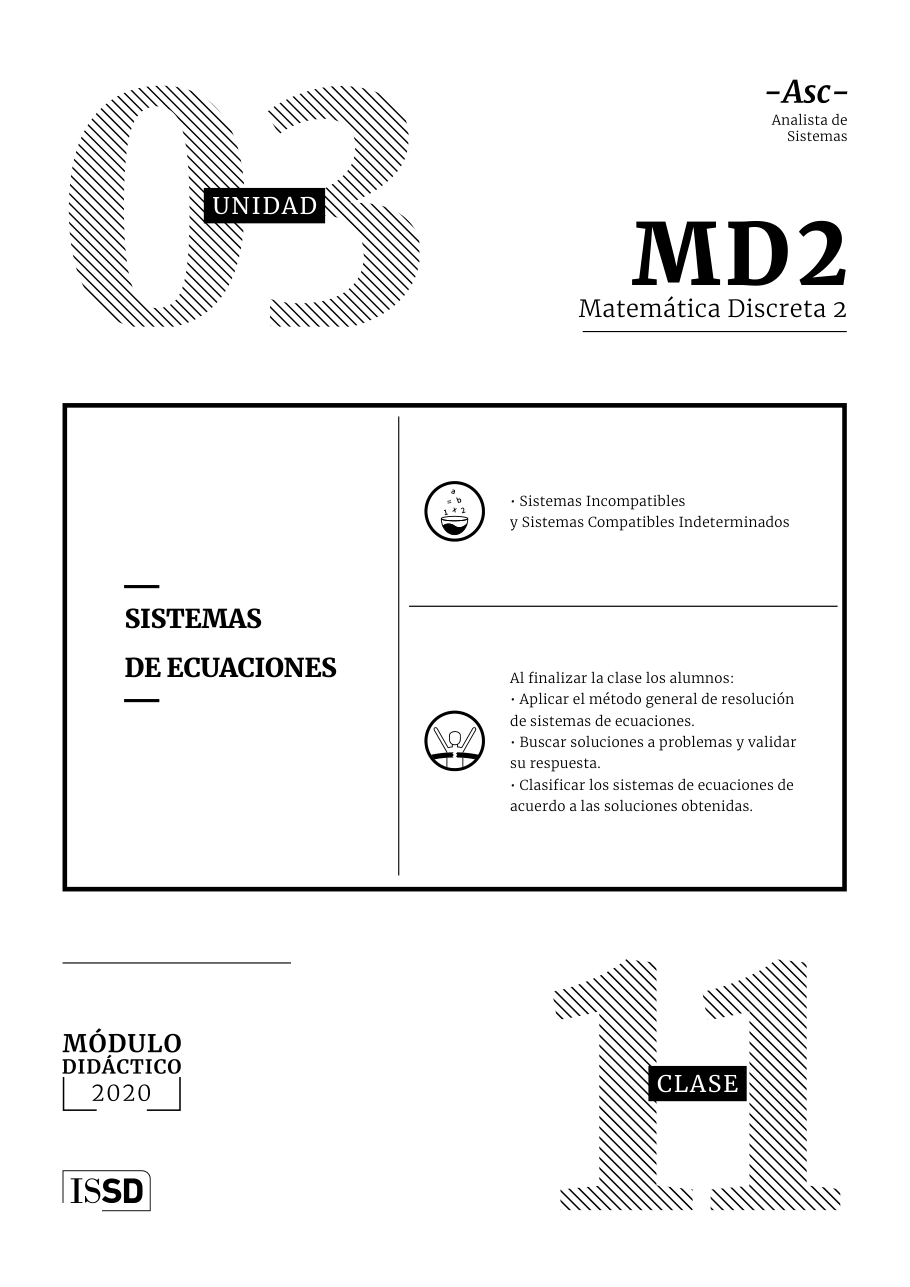 03
UNIDAD
-Asc-
Analista de
Sistemas
MD2
Matemática Discreta 2
SISTEMAS
DE ECUACIONES
a
= b
1 x 2
· Sistemas Incompatibles
y Sistemas Compatibles Indeterminados
Al finalizar la clase los alumnos:
· Aplicar el método general de resolución
de sistemas de ecuaciones.
· Buscar soluciones a problemas y validar
su respuesta.
· Clasificar los sistemas de ecuaciones de
acuerdo a las soluciones obtenidas.
MÓDULO
DIDÁCTICO
2020
ISSD
11
CLASE